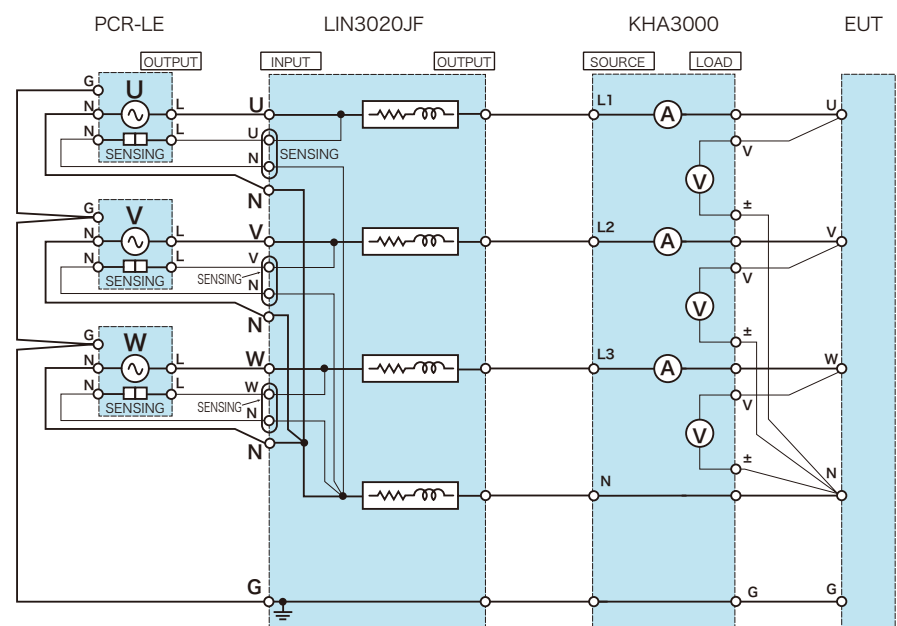 PCR-LE LIN3020JF KHA3000 EUT
OUTPUT INPUT OUTPUT SOURCE LOAD
G
U
N L U L1 A U
N L U V
SENSING N SENSING
V
N ±
G
V
N L V L2 A V
N L V V
SENSING SENSING N
V
N ±
G
W
N L W L3 A W
N L W V
SENSING SENSING N
V
N ±
N N
G G G